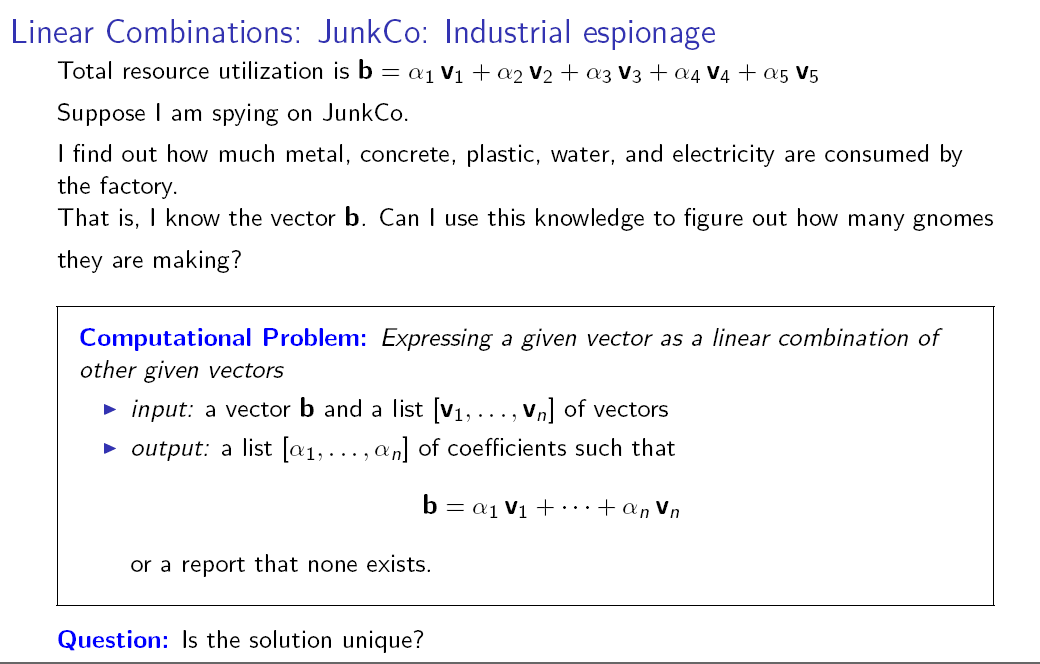 Linear Combinations: JunkCo: Industrial espionage
Total resource utilization is b = α₁ v₁ + α₂ v₂ + α₃ v₃ + α₄ v₄ + α₅ v₅
Suppose I am spying on JunkCo.
I find out how much metal, concrete, plastic, water, and electricity are consumed by
the factory.
That is, I know the vector b. Can I use this knowledge to figure out how many gnomes
they are making?
Computational Problem: Expressing a given vector as a linear combination of
other given vectors
▶ input: a vector b and a list [v₁, . . . , vₙ] of vectors
▶ output: a list [α₁, . . . , αₙ] of coefficients such that
b = α₁ v₁ + · · · + αₙ vₙ
or a report that none exists.
Question: Is the solution unique?